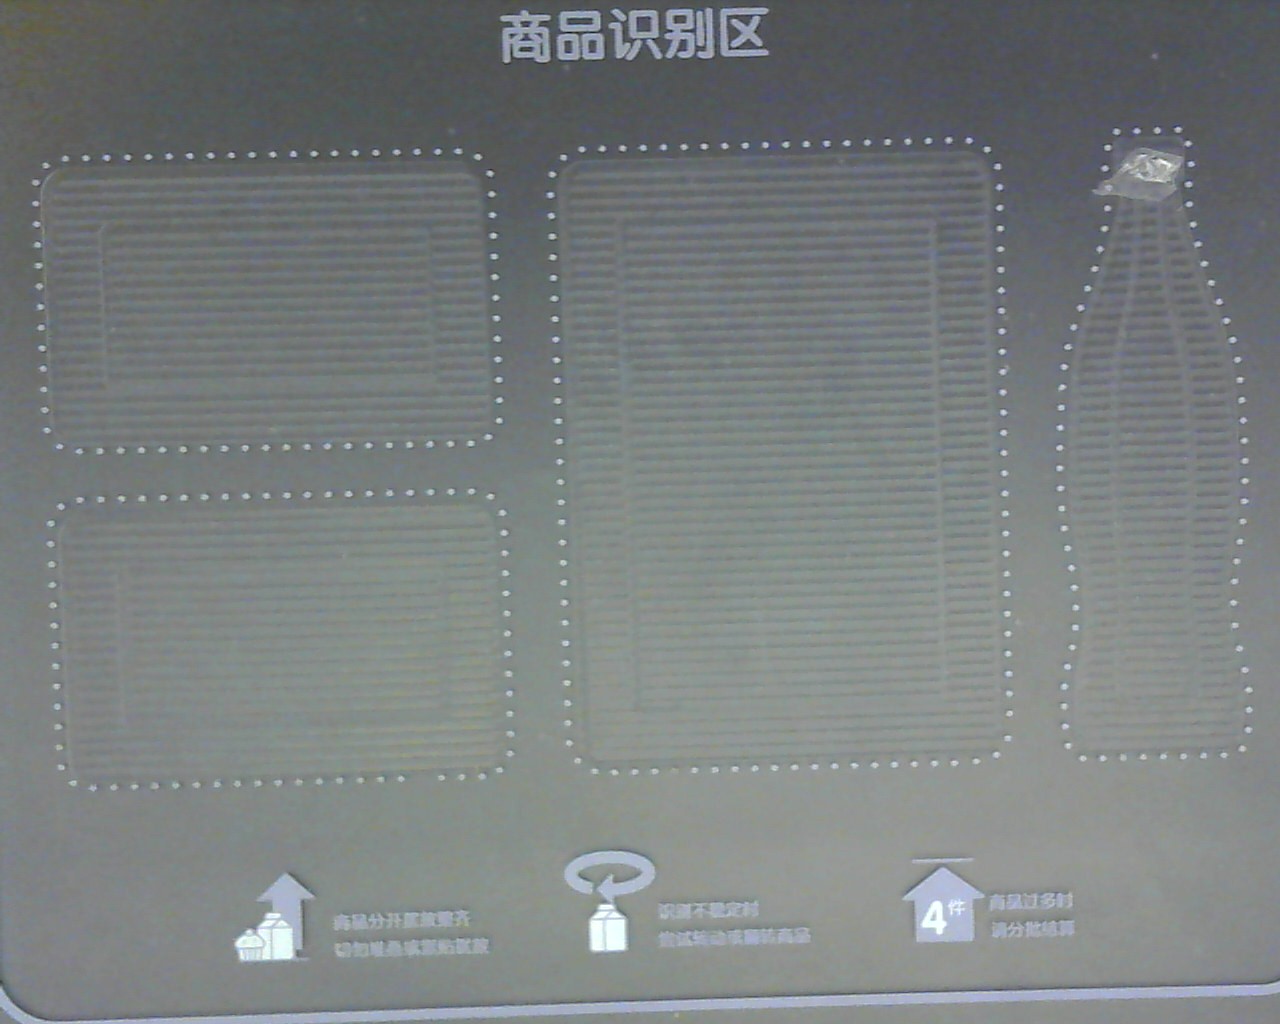 商品识别区
商品分开摆放整齐
切勿堆叠或紧贴摆放
识别不稳定时
尝试转动或翻转商品
4件
商品过多时
请分批结算